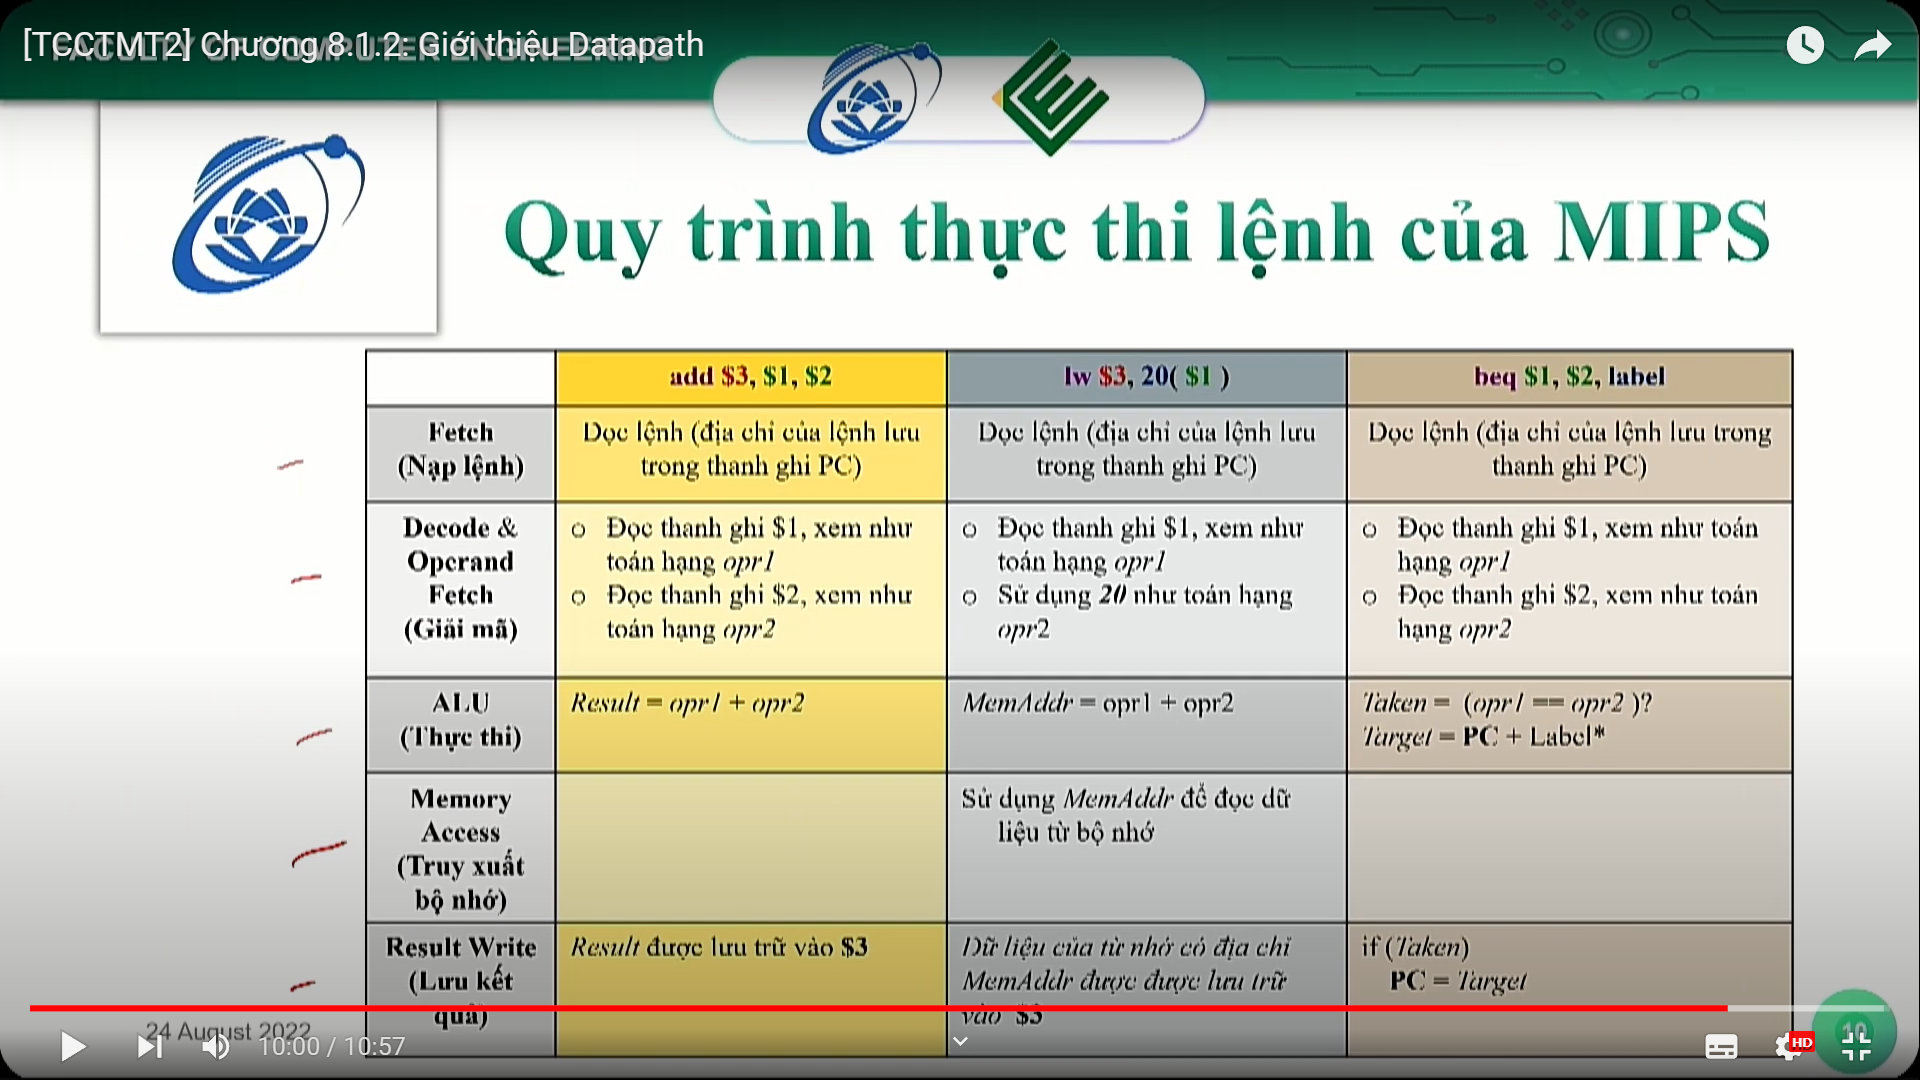 [TCCTMT2] Chương 8.1.2: Giới thiệu Datapath
FACULTY OF COMPUTER ENGINEERING
Quy trình thực thi lệnh của MIPS
add $3, $1, $2
lw $3, 20( $1 )
beq $1, $2, label
Fetch
(Nạp lệnh)
Đọc lệnh (địa chỉ của lệnh lưu
trong thanh ghi PC)
Đọc lệnh (địa chỉ của lệnh lưu
trong thanh ghi PC)
Đọc lệnh (địa chỉ của lệnh lưu trong
thanh ghi PC)
Decode &
Operand
Fetch
(Giải mã)
○ Đọc thanh ghi $1, xem như
toán hạng opr1
○ Đọc thanh ghi $2, xem như
toán hạng opr2
○ Đọc thanh ghi $1, xem như
toán hạng opr1
○ Sử dụng 20 như toán hạng
opr2
○ Đọc thanh ghi $1, xem như toán
hạng opr1
○ Đọc thanh ghi $2, xem như toán
hạng opr2
ALU
(Thực thi)
Result = opr1 + opr2
MemAddr = opr1 + opr2
Taken = (opr1 == opr2 )?
Target = PC + Label*
Memory
Access
(Truy xuất
bộ nhớ)
Sử dụng MemAddr để đọc dữ
liệu từ bộ nhớ
Result Write
(Lưu kết
quả)
Result được lưu trữ vào $3
Dữ liệu của từ nhớ có địa chỉ
MemAddr được được lưu trữ
vào $3
if (Taken)
PC = Target
24 August 2022
10
10:00 / 10:57
HD